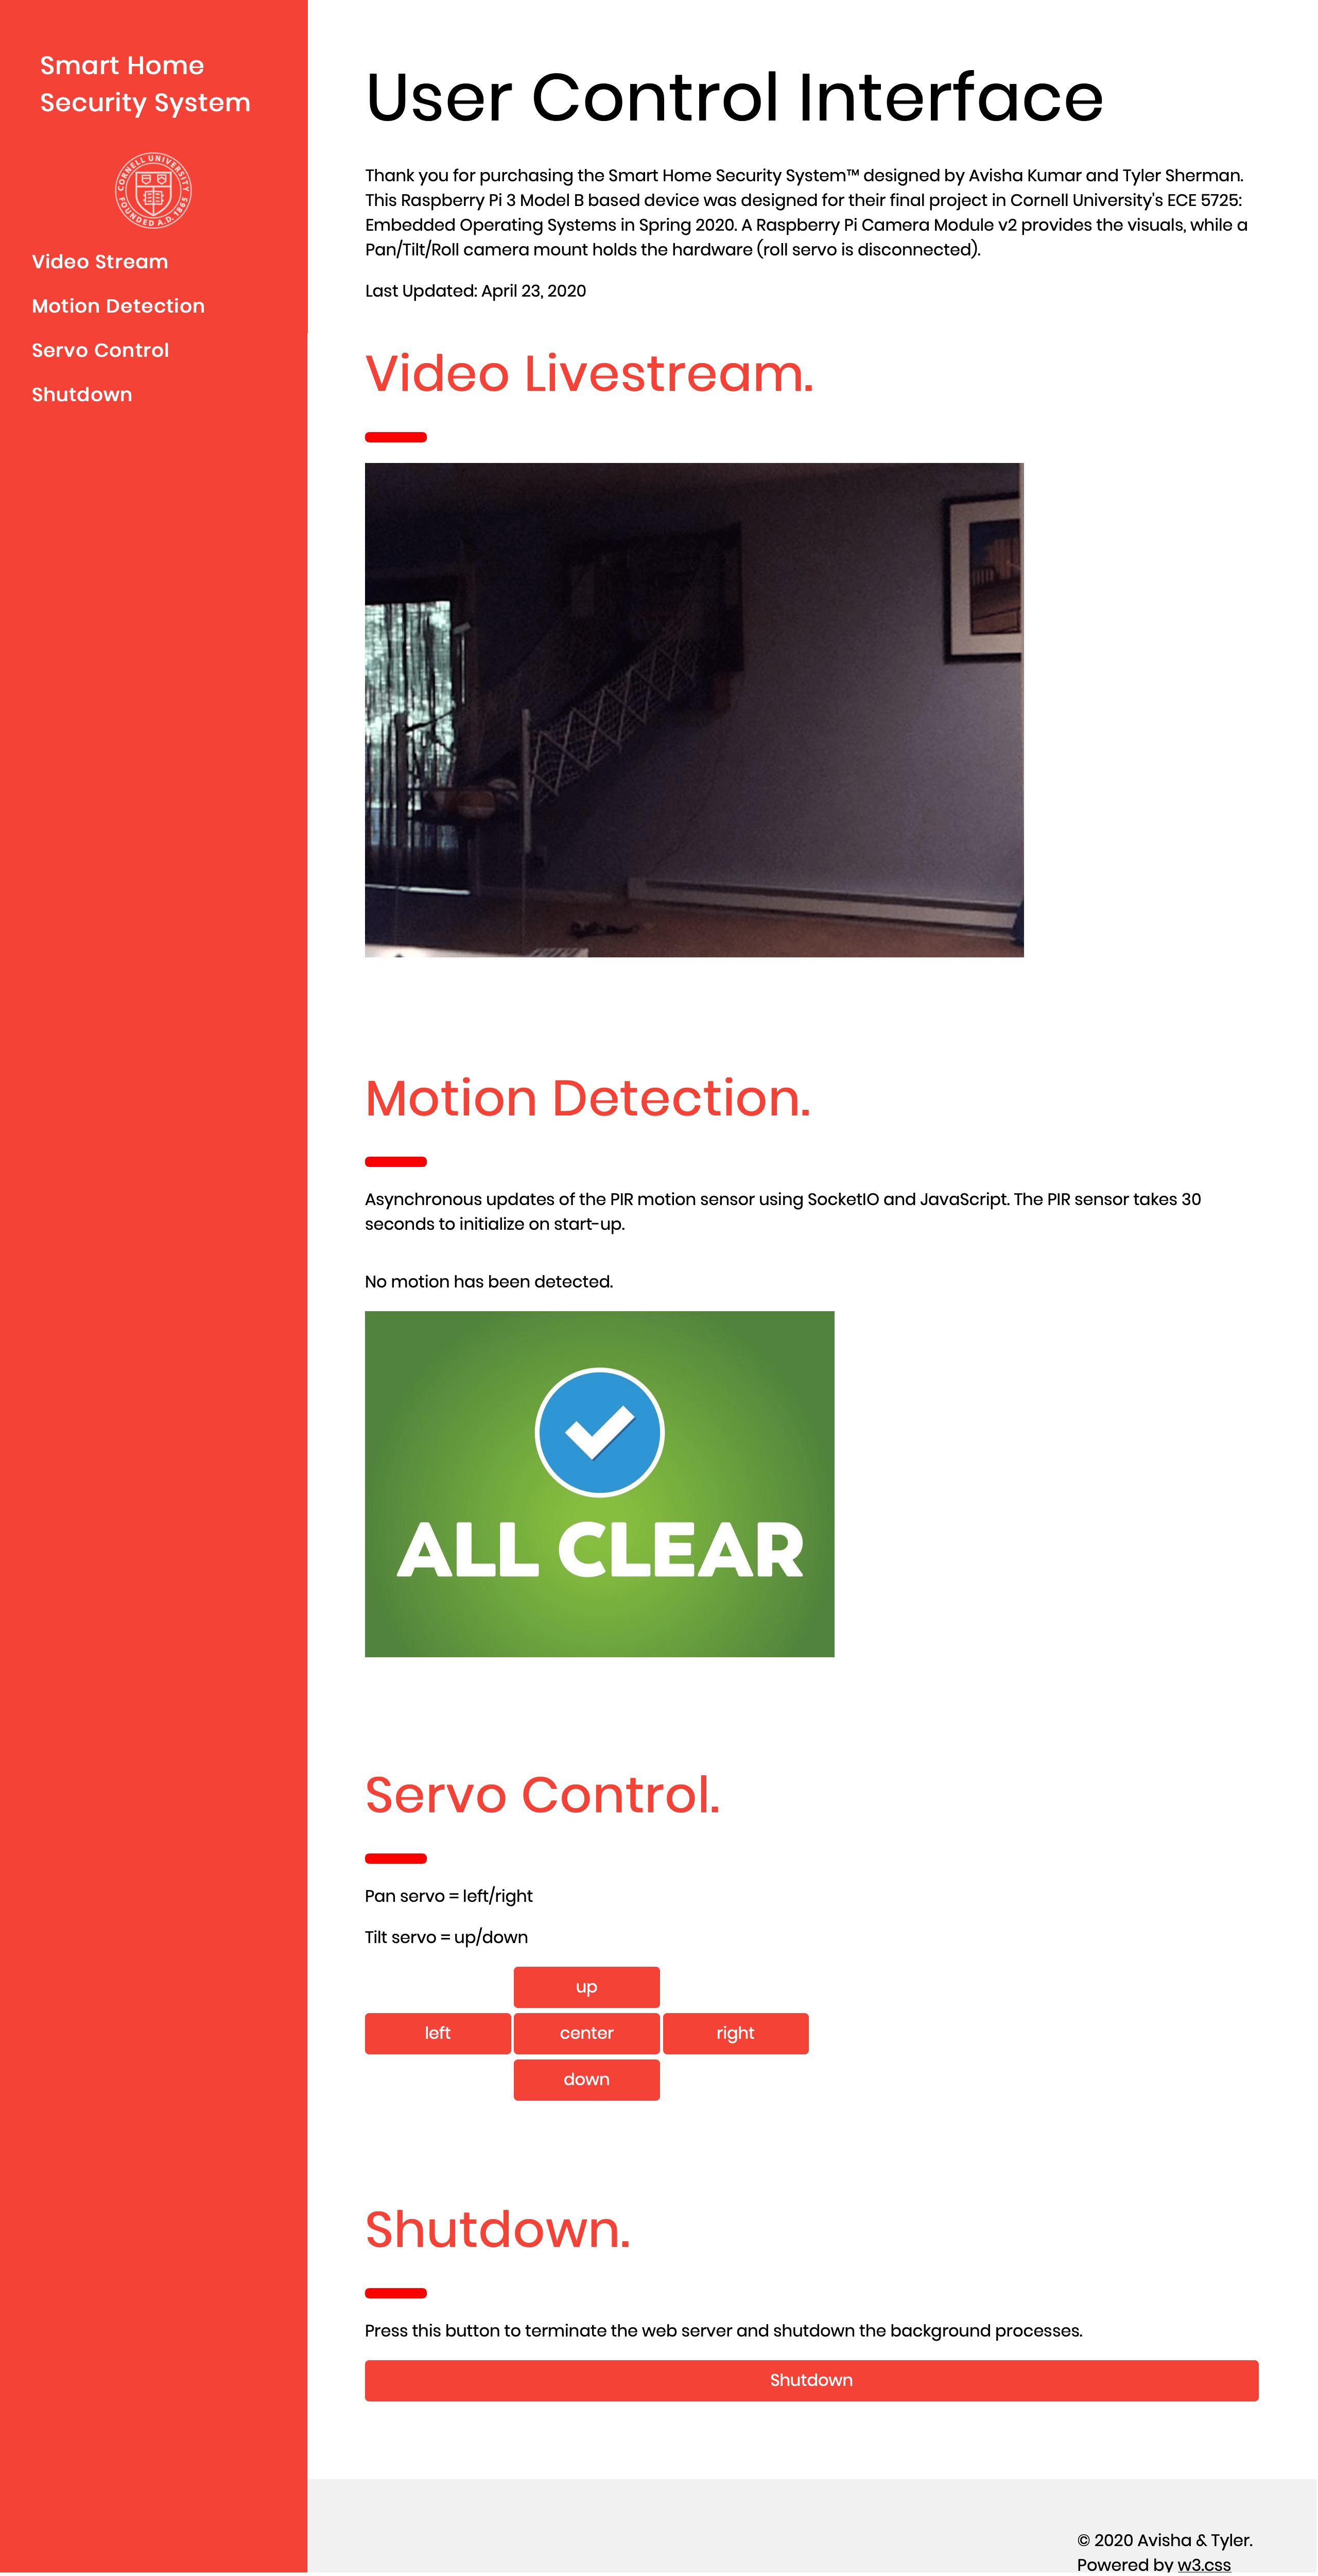 Smart Home
Security System
CORNELL UNIVERSITY
FOUNDED A.D. 1865
Video Stream
Motion Detection
Servo Control
Shutdown
User Control Interface
Thank you for purchasing the Smart Home Security System™ designed by Avisha Kumar and Tyler Sherman.
This Raspberry Pi 3 Model B based device was designed for their final project in Cornell University's ECE 5725:
Embedded Operating Systems in Spring 2020. A Raspberry Pi Camera Module v2 provides the visuals, while a
Pan/Tilt/Roll camera mount holds the hardware (roll servo is disconnected).
Last Updated: April 23, 2020
Video Livestream.
Motion Detection.
Asynchronous updates of the PIR motion sensor using SocketIO and JavaScript. The PIR sensor takes 30
seconds to initialize on start-up.
No motion has been detected.
ALL CLEAR
Servo Control.
Pan servo = left/right
Tilt servo = up/down
up
left center right
down
Shutdown.
Press this button to terminate the web server and shutdown the background processes.
Shutdown
© 2020 Avisha & Tyler.
Powered by w3.css